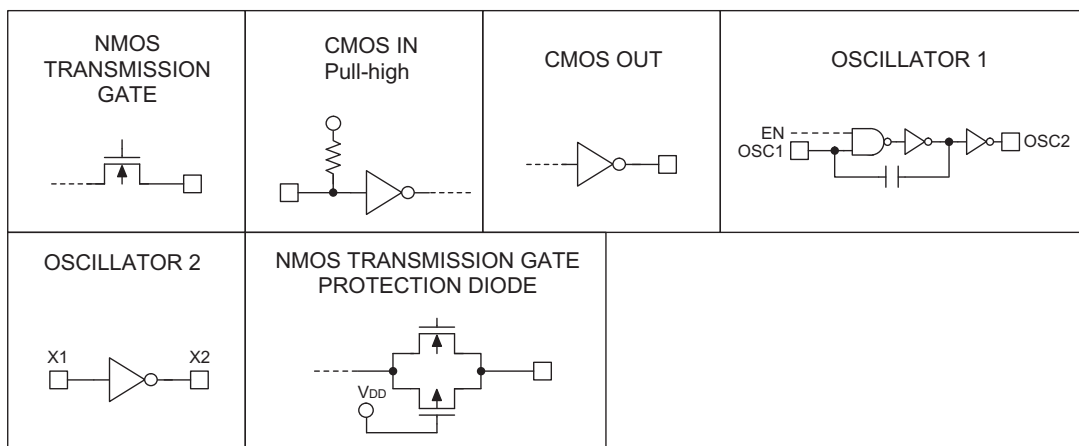 NMOS
TRANSMISSION
GATE
CMOS IN
Pull-high
CMOS OUT
OSCILLATOR 1
EN
OSC1
OSC2
OSCILLATOR 2
X1
X2
NMOS TRANSMISSION GATE
PROTECTION DIODE
VDD